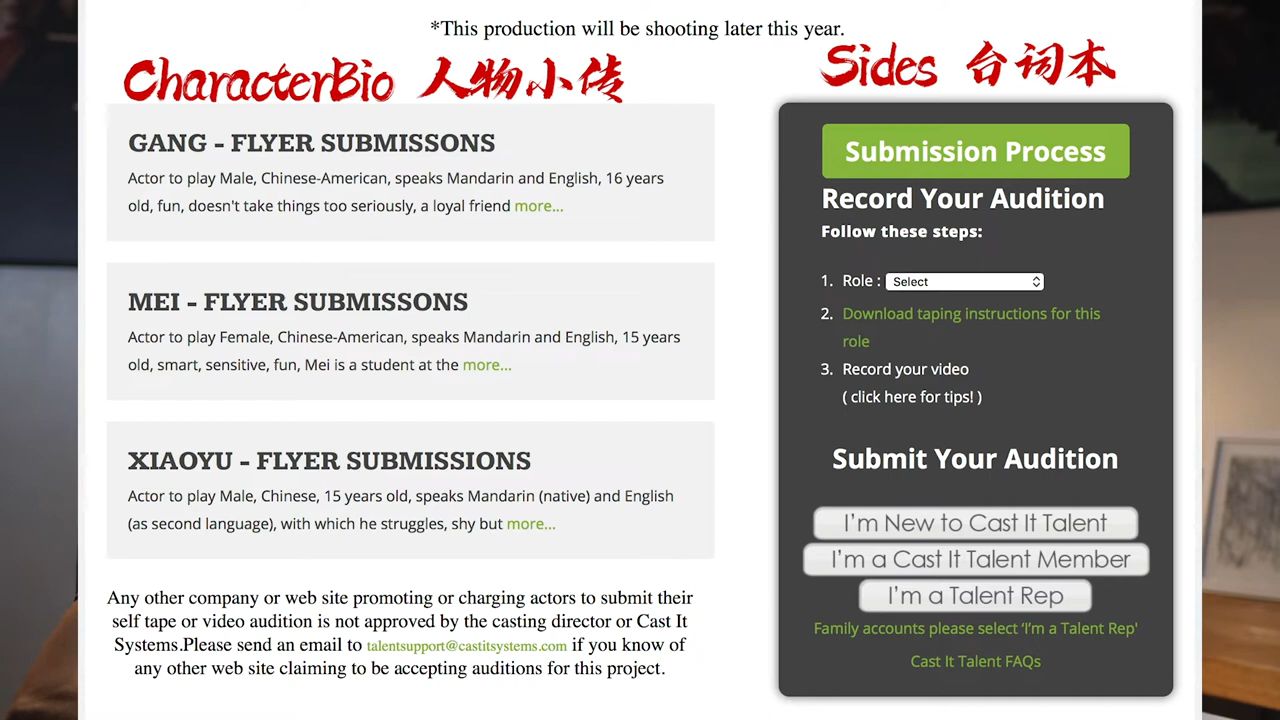 *This production will be shooting later this year.
CharacterBio 人物小传
GANG - FLYER SUBMISSONS
Actor to play Male, Chinese-American, speaks Mandarin and English, 16 years
old, fun, doesn't take things too seriously, a loyal friend more...
MEI - FLYER SUBMISSONS
Actor to play Female, Chinese-American, speaks Mandarin and English, 15 years
old, smart, sensitive, fun, Mei is a student at the more...
XIAOYU - FLYER SUBMISSIONS
Actor to play Male, Chinese, 15 years old, speaks Mandarin (native) and English
(as second language), with which he struggles, shy but more...
Any other company or web site promoting or charging actors to submit their
self tape or video audition is not approved by the casting director or Cast It
Systems.Please send an email to talentsupport@castitsystems.com if you know of
any other web site claiming to be accepting auditions for this project.
Sides 台词本
Submission Process
Record Your Audition
Follow these steps:
1. Role : Select
2. Download taping instructions for this
role
3. Record your video
( click here for tips! )
Submit Your Audition
I'm New to Cast It Talent
I'm a Cast It Talent Member
I'm a Talent Rep
Family accounts please select 'I'm a Talent Rep'
Cast It Talent FAQs